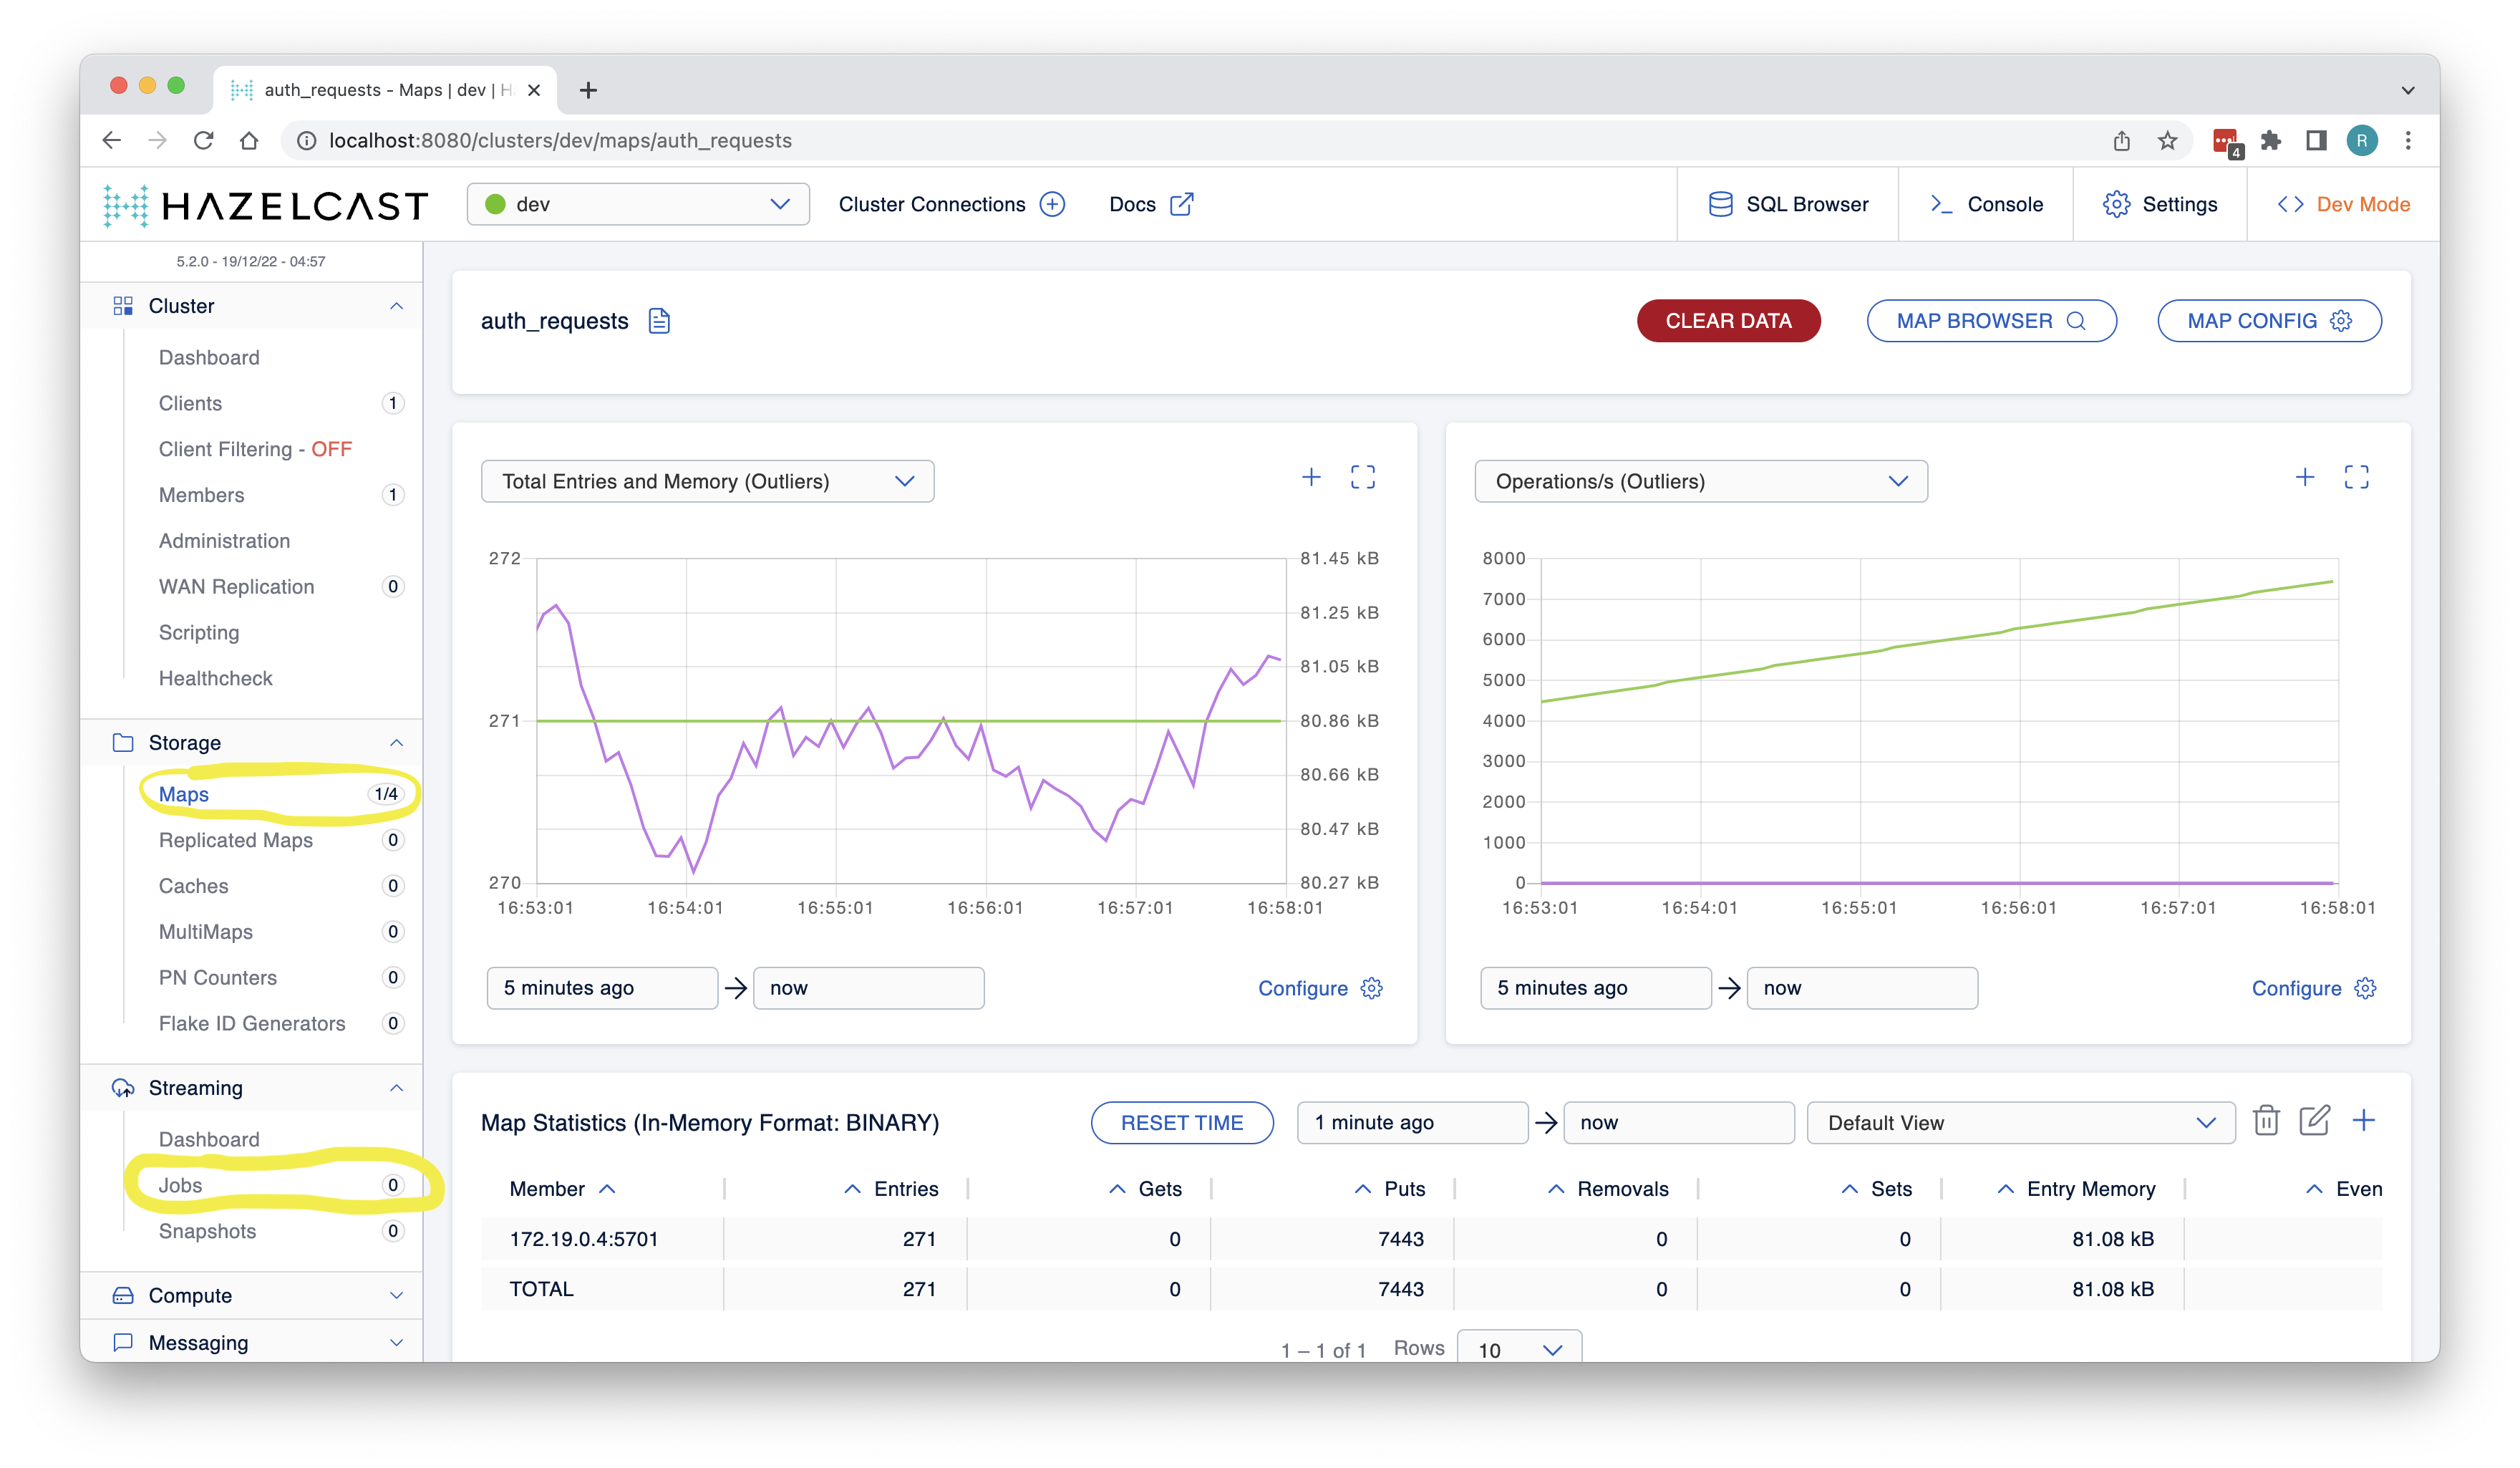 auth_requests - Maps | dev | H
localhost:8080/clusters/dev/maps/auth_requests
4
R
HAZELCAST
dev
Cluster Connections
Docs
SQL Browser
Console
Settings
Dev Mode
5.2.0 - 19/12/22 - 04:57
Cluster
Dashboard
Clients 1
Client Filtering - OFF
Members 1
Administration
WAN Replication 0
Scripting
Healthcheck
Storage
Maps 1/4
Replicated Maps 0
Caches 0
MultiMaps 0
PN Counters 0
Flake ID Generators 0
Streaming
Dashboard
Jobs 0
Snapshots 0
Compute
Messaging
auth_requests
CLEAR DATA
MAP BROWSER
MAP CONFIG
Total Entries and Memory (Outliers)
272
271
270
81.45 kB
81.25 kB
81.05 kB
80.86 kB
80.66 kB
80.47 kB
80.27 kB
16:53:01 16:54:01 16:55:01 16:56:01 16:57:01 16:58:01
5 minutes ago now
Configure
Operations/s (Outliers)
8000
7000
6000
5000
4000
3000
2000
1000
0
16:53:01 16:54:01 16:55:01 16:56:01 16:57:01 16:58:01
5 minutes ago now
Configure
Map Statistics (In-Memory Format: BINARY)
RESET TIME
1 minute ago now
Default View
Member Entries Gets Puts Removals Sets Entry Memory Even
172.19.0.4:5701 271 0 7443 0 0 81.08 kB
TOTAL 271 0 7443 0 0 81.08 kB
1 – 1 of 1 Rows 10